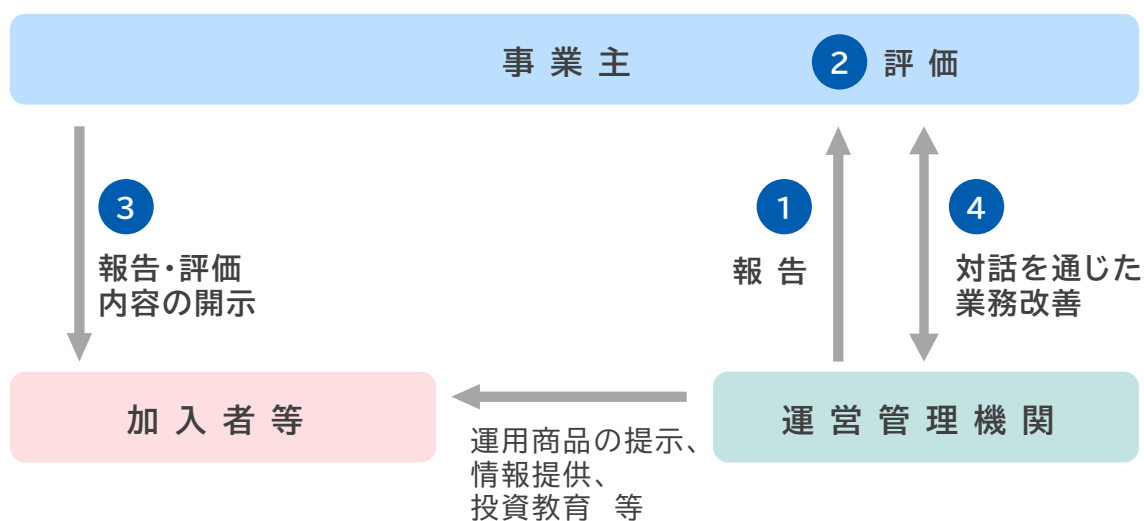 事業主
2 評価
3
報告・評価
内容の開示
1
報告
4
対話を通じた
業務改善
加入者等
運用商品の提示、
情報提供、
投資教育 等
運営管理機関